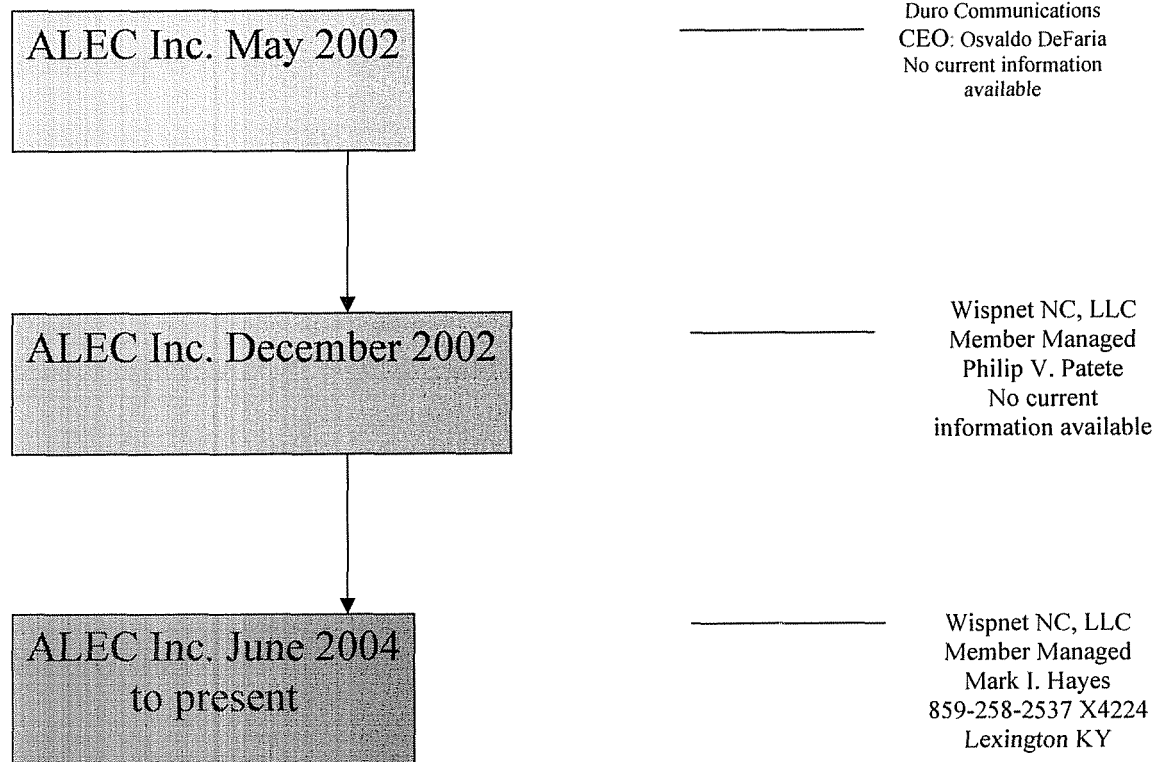 ALEC Inc. May 2002
Duro Communications
CEO: Osvaldo DeFaria
No current information
available
ALEC Inc. December 2002
Wispnet NC, LLC
Member Managed
Philip V. Patete
No current
information available
ALEC Inc. June 2004
to present
Wispnet NC, LLC
Member Managed
Mark I. Hayes
859-258-2537 X4224
Lexington KY